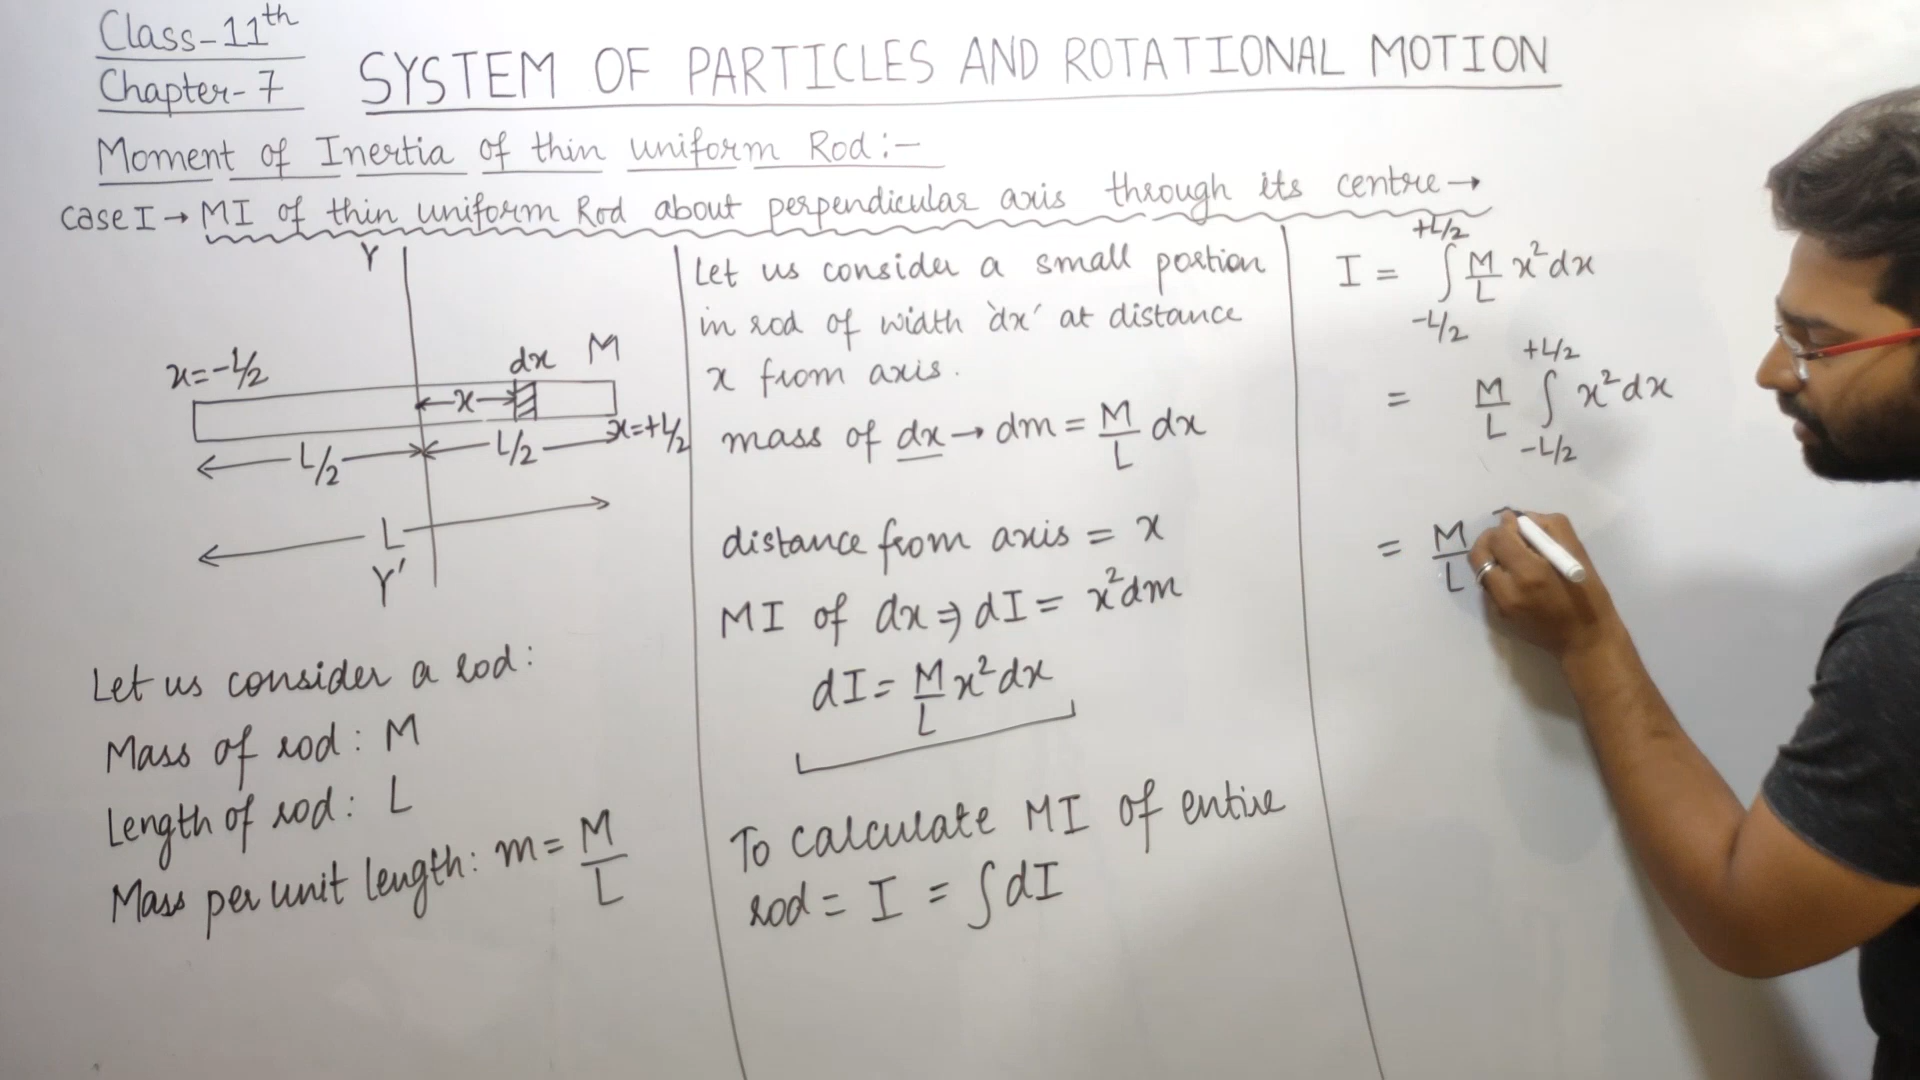 Class-11th
Chapter-7
SYSTEM OF PARTICLES AND ROTATIONAL MOTION
Moment of Inertia of thin uniform Rod:-
case I → MI of thin uniform Rod about perpendicular axis through its centre →
Y
x=-L/2
dx
M
x
x=+L/2
L/2
L/2
L
Y'
Let us consider a rod:
Mass of rod: M
Length of rod: L
Mass per unit length: m = M/L
Let us consider a small portion
in rod of width 'dx' at distance
x from axis.
mass of dx → dm = M/L dx
distance from axis = x
MI of dx ⇒ dI = x²dm
dI = M/L x²dx
To calculate MI of entire
rod = I = ∫dI
I = ∫ +L/2 -L/2 M/L x²dx
= M/L ∫ +L/2 -L/2 x²dx
= M/L